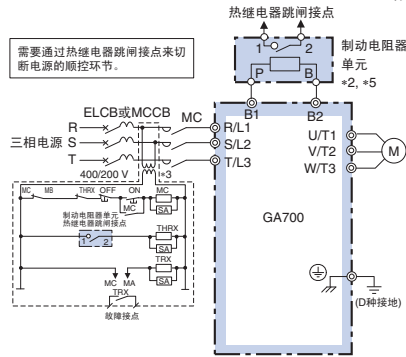 热继电器跳闸接点
需要通过热继电器跳闸接点来切
断电源的顺控环节。
1 2
制动电阻器
单元
*2, *5
P B
B1 B2
ELCB或MCCB MC
三相电源
R R/L1
S S/L2
T T/L3
400/200 V *3
U/T1
V/T2
W/T3
M
GA700
MC MB THRX OFF ON MC
MC SA
制动电阻器单元
热继电器跳闸接点
1 2
THRX
SA
TRX
SA
MC MA
TRX
故障接点
(D种接地)